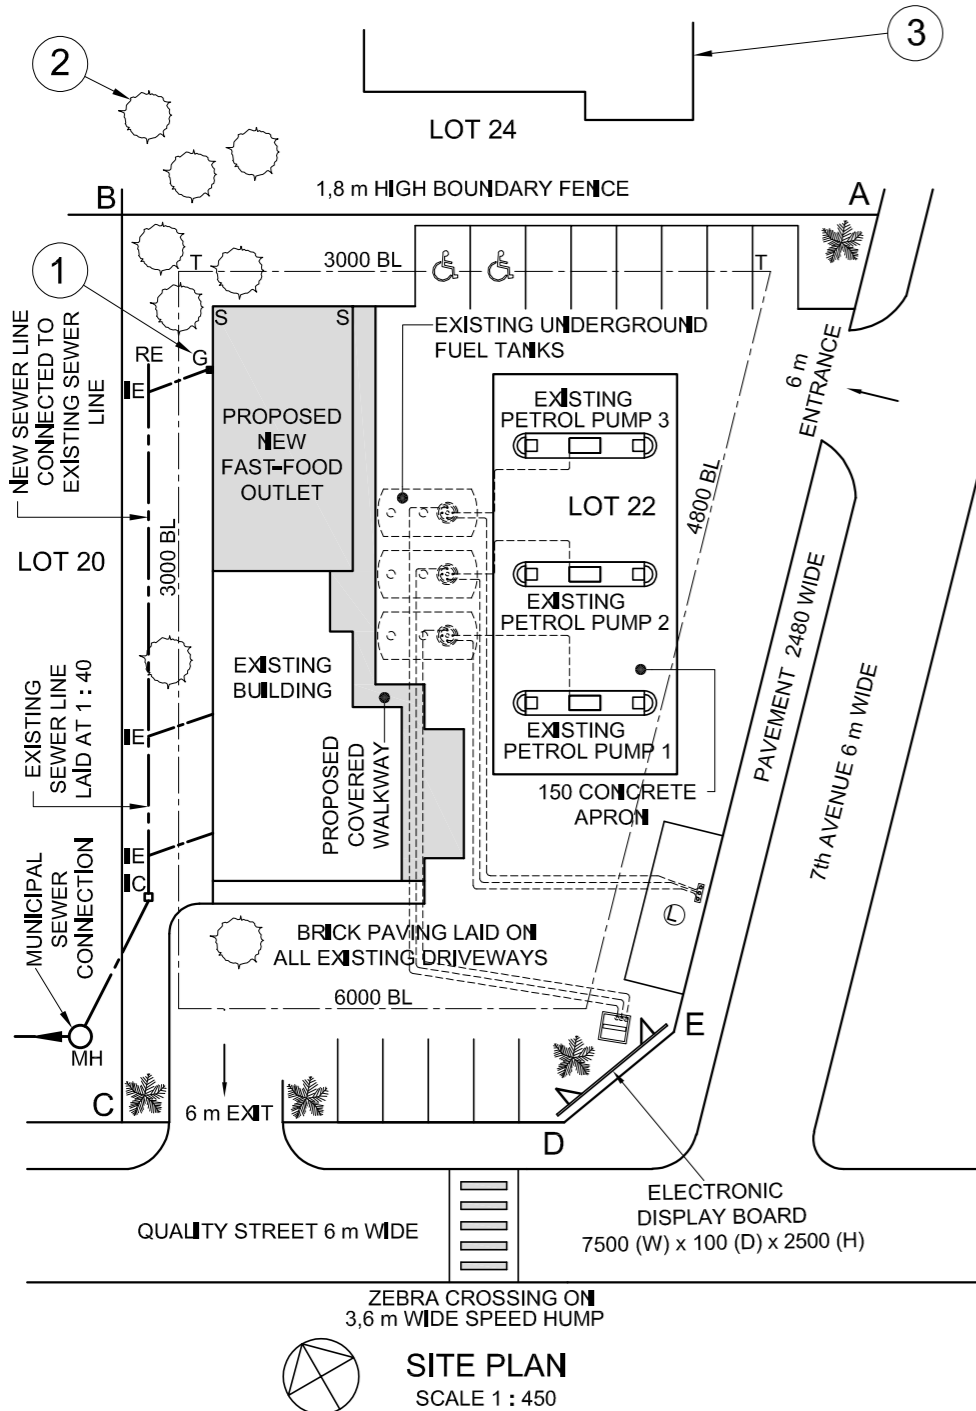 3
2
LOT 24
1,8 m HIGH BOUNDARY FENCE
A
B
1
T
3000 BL
T
S
S
EXISTING UNDERGROUND
FUEL TANKS
RE
G
IE
NEW SEWER LINE
CONNECTED TO
EXISTING SEWER
LINE
PROPOSED
NEW
FAST-FOOD
OUTLET
6 m
ENTRANCE
EXISTING
PETROL PUMP 3
LOT 22
4800 BL
LOT 20
3000 BL
EXISTING
PETROL PUMP 2
EXISTING
BUILDING
EXISTING
SEWER LINE
LAID AT 1 : 40
IE
EXISTING
PETROL PUMP 1
PROPOSED
COVERED
WALKWAY
150 CONCRETE
APRON
PAVEMENT 2480 WIDE
7th AVENUE 6 m WIDE
IE
IC
MUNICIPAL
SEWER
CONNECTION
L
BRICK PAVING LAID ON
ALL EXISTING DRIVEWAYS
6000 BL
E
MH
C
6 m EXIT
D
ELECTRONIC
DISPLAY BOARD
7500 (W) x 100 (D) x 2500 (H)
QUALITY STREET 6 m WIDE
ZEBRA CROSSING ON
3,6 m WIDE SPEED HUMP
SITE PLAN
SCALE 1 : 450